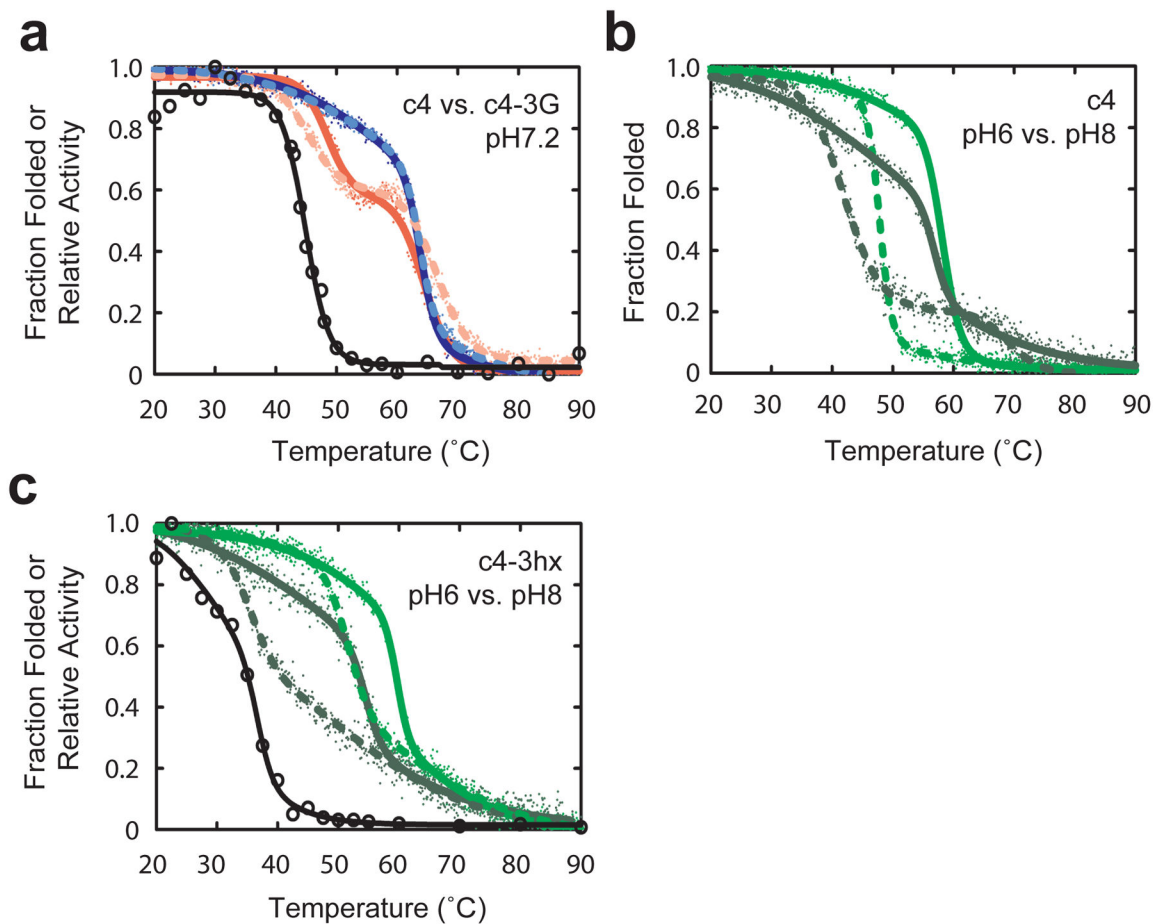 a
Fraction Folded or
Relative Activity
1.0
0.8
0.6
0.4
0.2
0
c4 vs. c4-3G
pH7.2
20 30 40 50 60 70 80 90
Temperature (˚C)
b
Fraction Folded
1.0
0.8
0.6
0.4
0.2
0
c4
pH6 vs. pH8
20 30 40 50 60 70 80 90
Temperature (˚C)
c
Fraction Folded or
Relative Activity
1.0
0.8
0.6
0.4
0.2
0
c4-3hx
pH6 vs. pH8
20 30 40 50 60 70 80 90
Temperature (˚C)